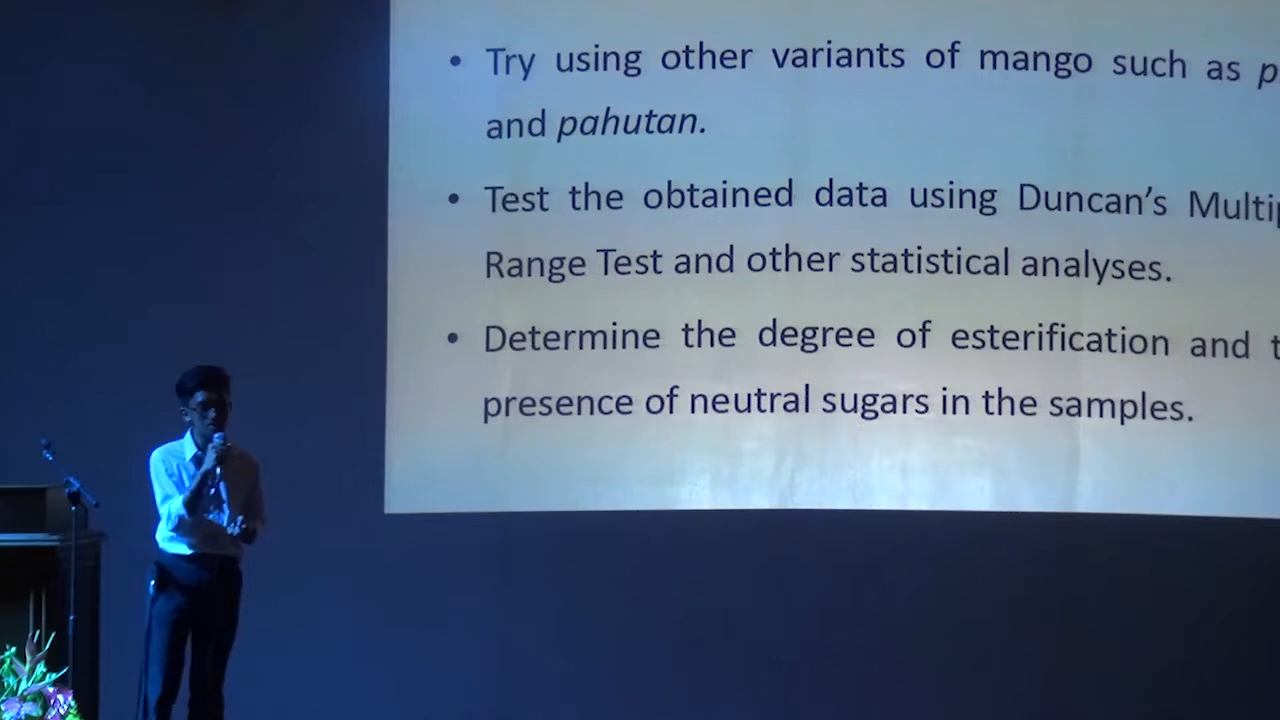 • Try using other variants of mango such as
and pahutan.
• Test the obtained data using Duncan's
Range Test and other statistical analyses.
• Determine the degree of esterification and
presence of neutral sugars in the samples.